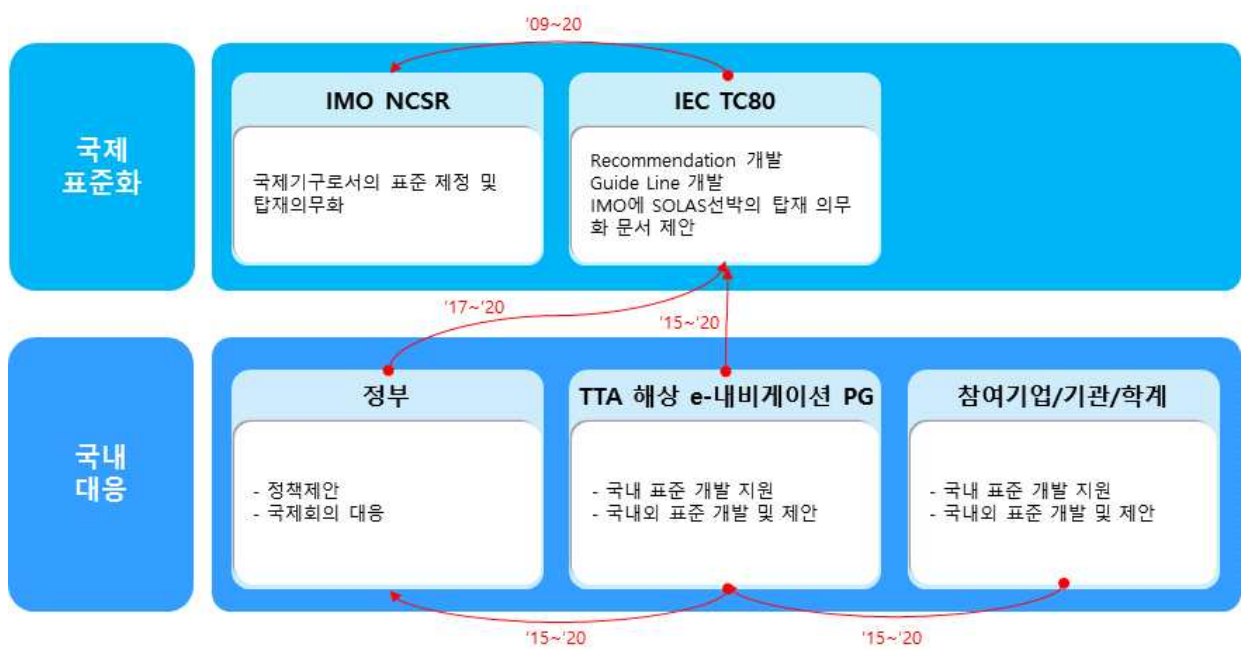 '09~20
국제
표준화
IMO NCSR
국제기구로서의 표준 제정 및
탑재의무화
IEC TC80
Recommendation 개발
Guide Line 개발
IMO에 SOLAS선박의 탑재 의무
화 문서 제안
'17~'20
'15~'20
국내
대응
정부
- 정책제안
- 국제회의 대응
TTA 해상 e-내비게이션 PG
- 국내 표준 개발 지원
- 국내외 표준 개발 및 제안
참여기업/기관/학계
- 국내 표준 개발 지원
- 국내외 표준 개발 및 제안
'15~'20
'15~'20